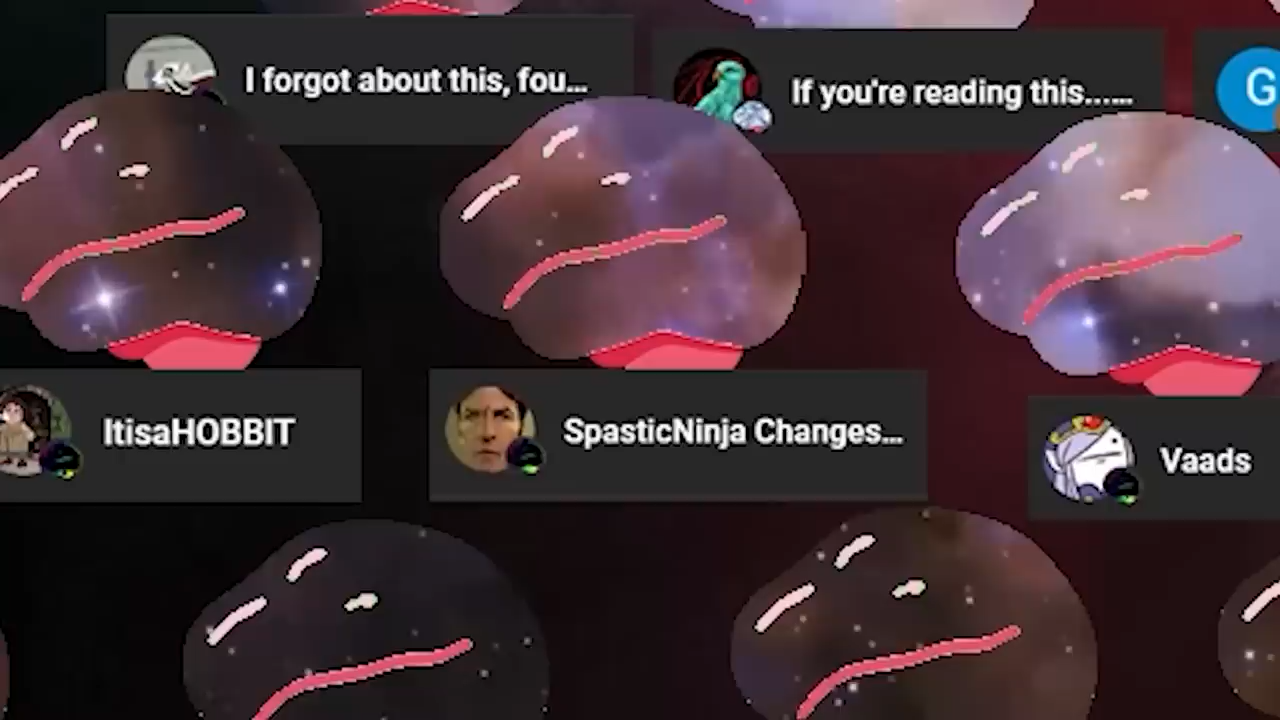 I forgot about this, fou...
If you're reading this......
G
ItisaHOBBIT
SpasticNinja Changes...
Vaads